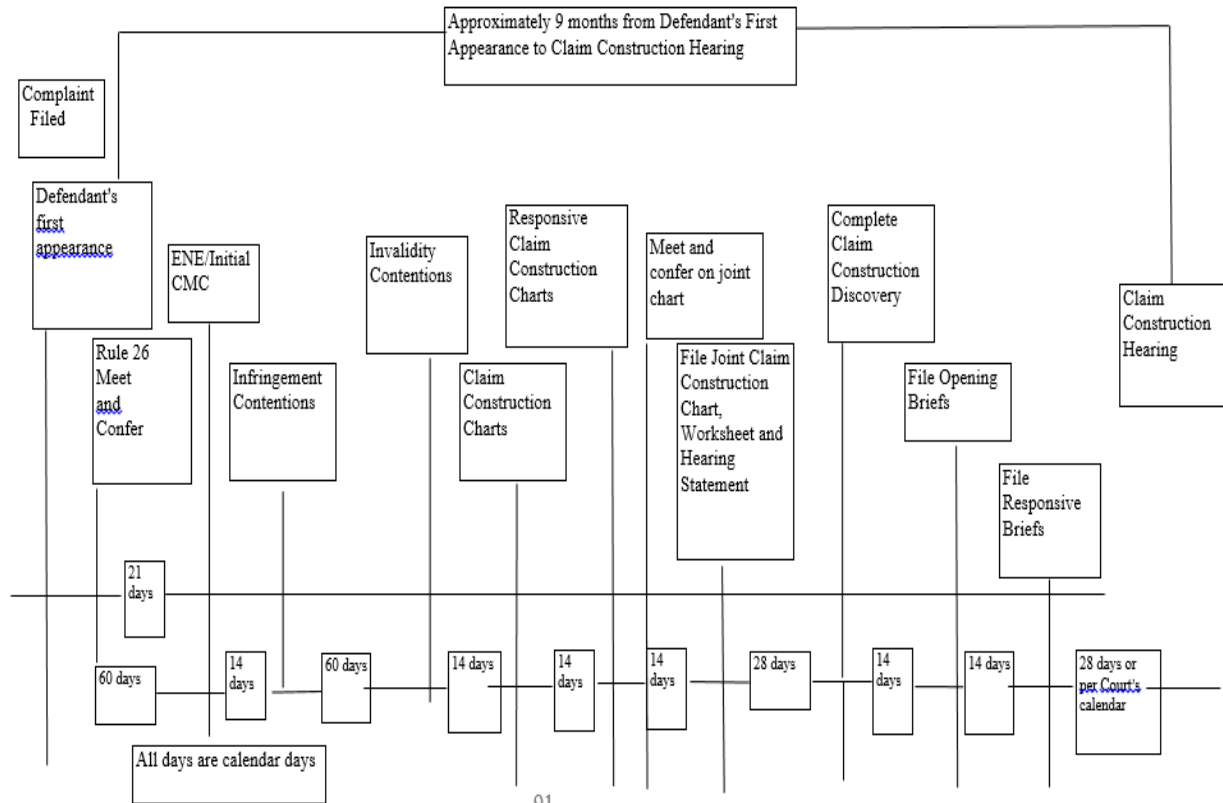 Approximately 9 months from Defendant's First
Appearance to Claim Construction Hearing
Complaint
Filed
Defendant's
first
appearance
Rule 26
Meet
and
Confer
ENE/Initial
CMC
Infringement
Contentions
Invalidity
Contentions
Claim
Construction
Charts
Responsive
Claim
Construction
Charts
Meet and
confer on joint
chart
File Joint Claim
Construction
Chart,
Worksheet and
Hearing
Statement
Complete
Claim
Construction
Discovery
File Opening
Briefs
File
Responsive
Briefs
Claim
Construction
Hearing
21
days
60 days
14
days
60 days
14 days
14
days
14
days
28 days
14
days
14 days
28 days or
per Court's
calendar
All days are calendar days
91